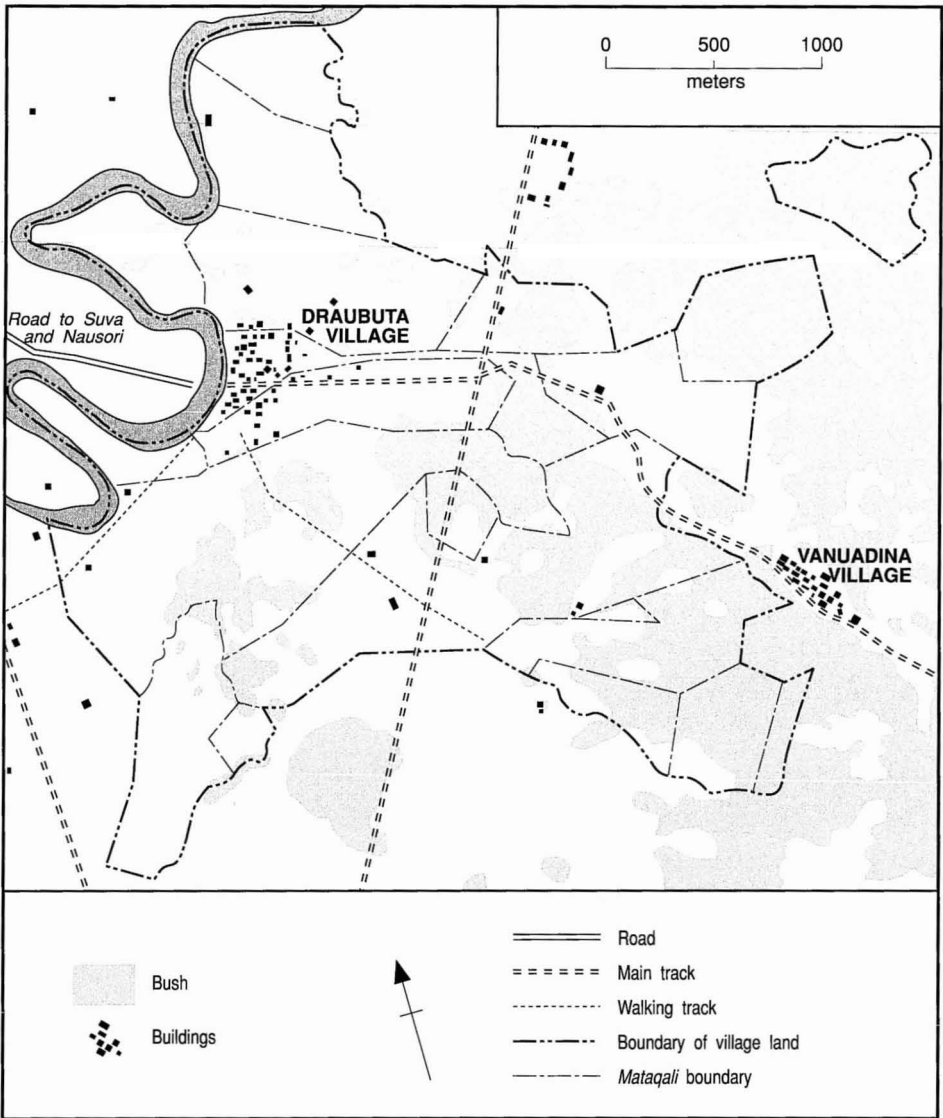 0 500 1000
meters
Road to Suva
and Nausori
DRAUBUTA
VILLAGE
VANUADINA
VILLAGE
Bush
Buildings
Road
Main track
Walking track
Boundary of village land
Mataqali boundary